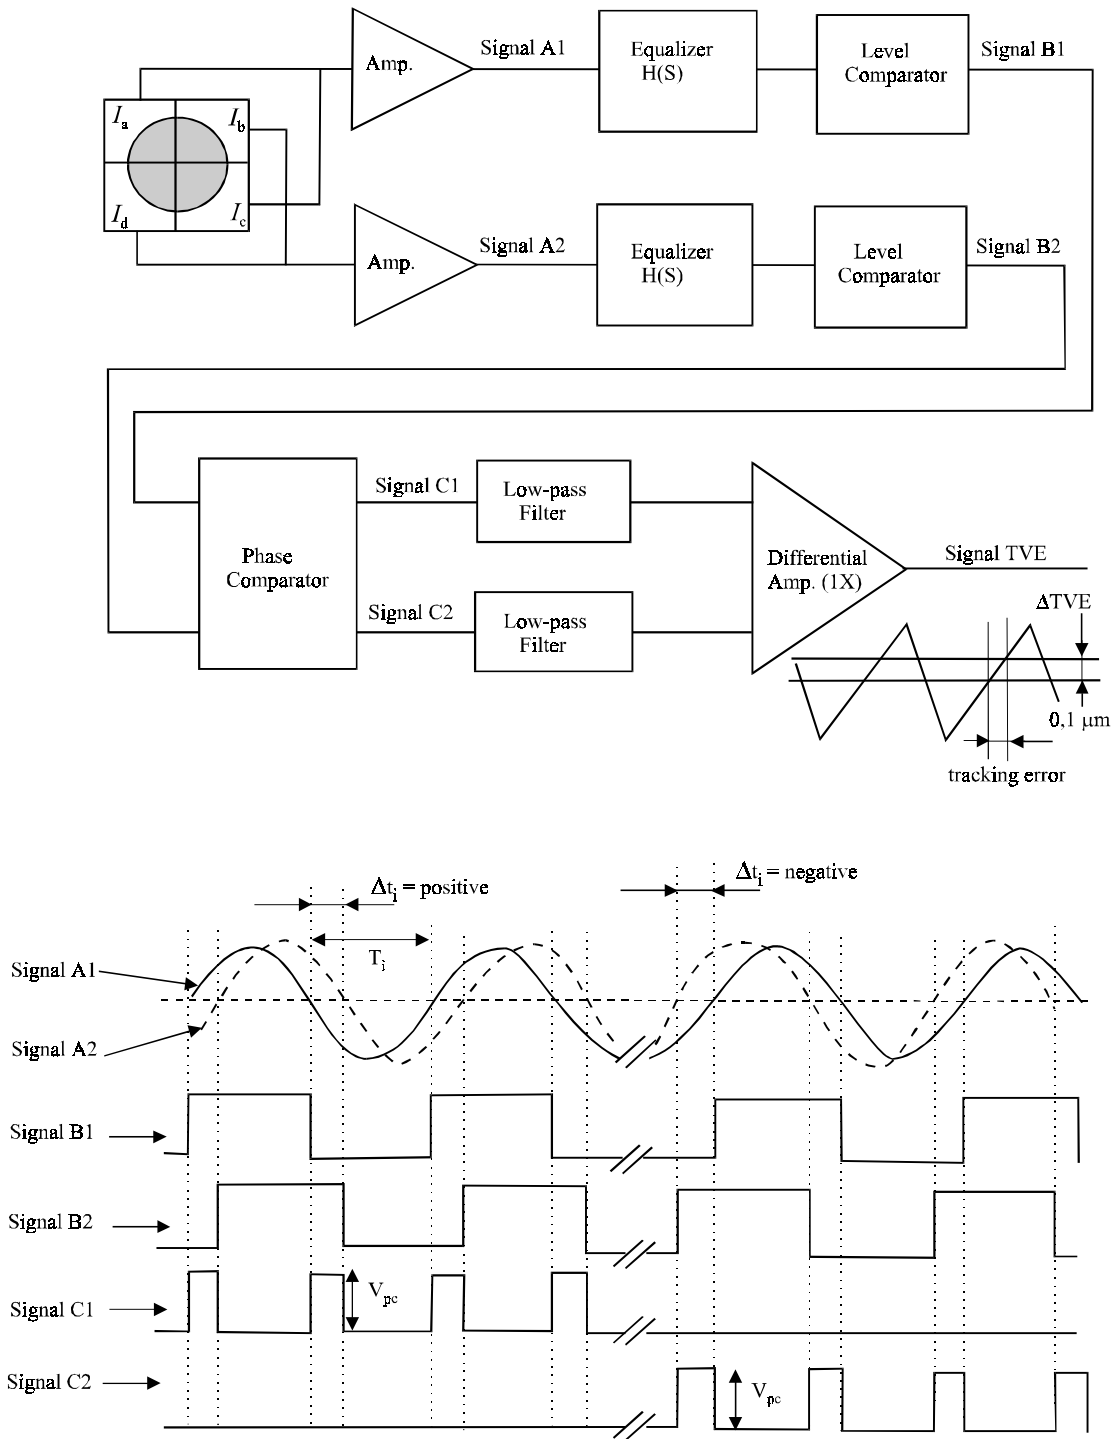 Amp.
Signal A1
Equalizer
H(S)
Level
Comparator
Signal B1
Ia
Ib
Id
Ic
Amp.
Signal A2
Equalizer
H(S)
Level
Comparator
Signal B2
Phase
Comparator
Signal C1
Low-pass
Filter
Signal C2
Low-pass
Filter
Differential
Amp. (1X)
Signal TVE
ΔTVE
0,1 μm
tracking error
Δti = positive
Δti = negative
Ti
Signal A1
Signal A2
Signal B1
Signal B2
Signal C1
Vpc
Signal C2
Vpc